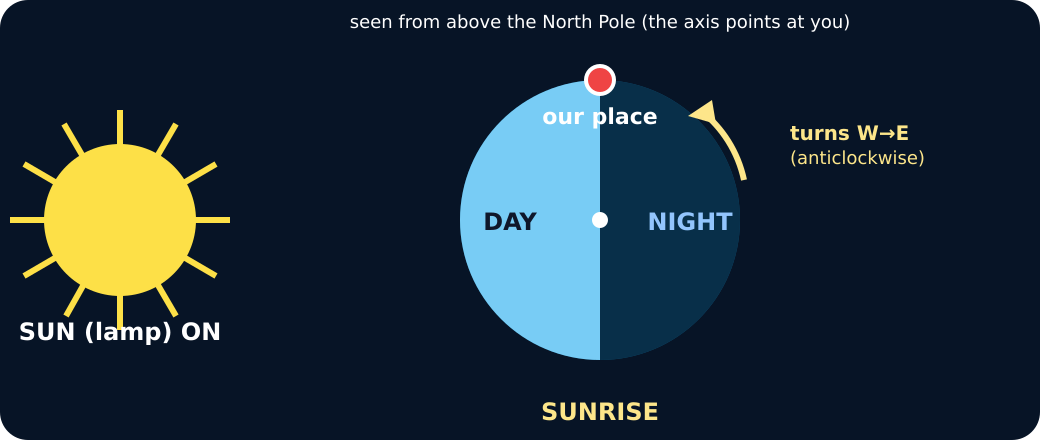 seen from above the North Pole (the axis points at you)
our place
turns W→E
(anticlockwise)
DAY
NIGHT
SUN (lamp) ON
SUNRISE